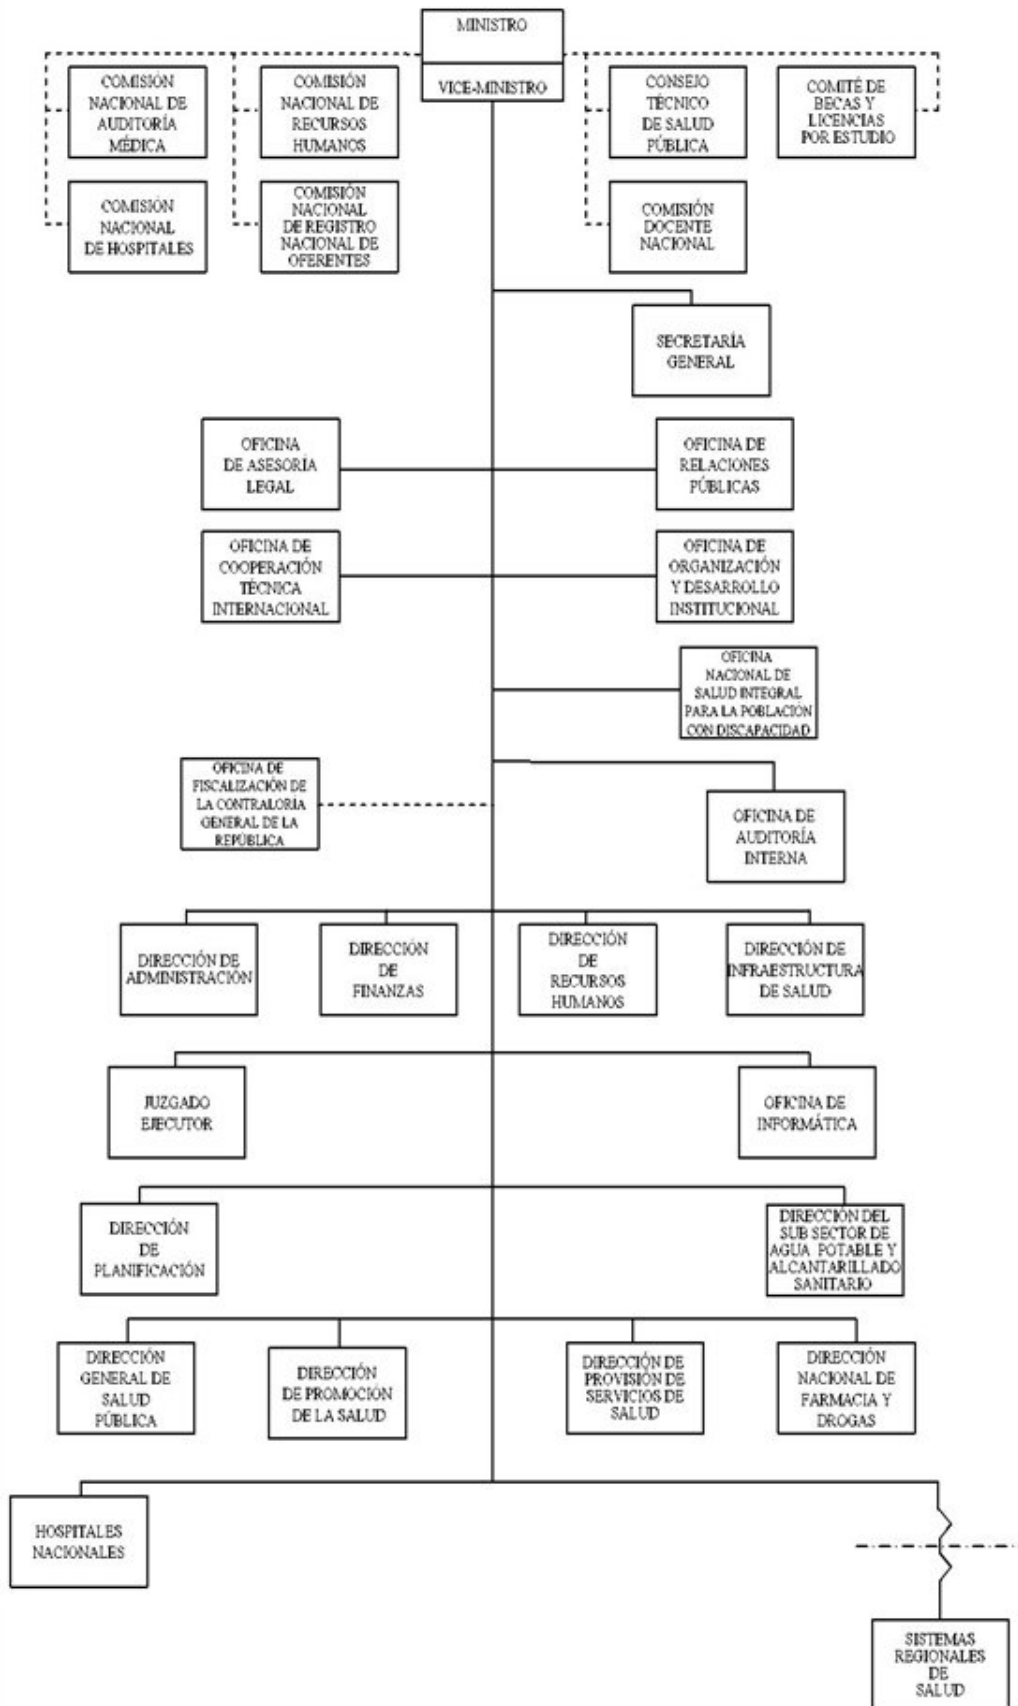 MINISTRO
VICE-MINISTRO
COMISIÓN
NACIONAL DE
AUDITORÍA
MÉDICA
COMISIÓN
NACIONAL DE
RECURSOS
HUMANOS
CONSEJO
TÉCNICO
DE SALUD
PÚBLICA
COMITÉ DE
BECAS Y
LICENCIAS
POR ESTUDIO
COMISIÓN
NACIONAL
DE HOSPITALES
COMISIÓN
NACIONAL
DE REGISTRO
NACIONAL DE
OFERENTES
COMISIÓN
DOCENTE
NACIONAL
SECRETARÍA
GENERAL
OFICINA
DE ASESORÍA
LEGAL
OFICINA DE
RELACIONES
PÚBLICAS
OFICINA DE
COOPERACIÓN
TÉCNICA
INTERNACIONAL
OFICINA DE
ORGANIZACIÓN
Y DESARROLLO
INSTITUCIONAL
OFICINA
NACIONAL DE
SALUD INTEGRAL
PARA LA POBLACIÓN
CON DISCAPACIDAD
OFICINA DE
FISCALIZACIÓN DE
LA CONTRALORÍA
GENERAL DE LA
REPÚBLICA
OFICINA DE
AUDITORÍA
INTERNA
DIRECCIÓN DE
ADMINISTRACIÓN
DIRECCIÓN
DE
FINANZAS
DIRECCIÓN
DE
RECURSOS
HUMANOS
DIRECCIÓN DE
INFRAESTRUCTURA
DE SALUD
JUZGADO
EJECUTOR
OFICINA DE
INFORMÁTICA
DIRECCIÓN
DE
PLANIFICACIÓN
DIRECCIÓN DEL
SUB SECTOR DE
AGUA POTABLE Y
ALCANTARILLADO
SANITARIO
DIRECCIÓN
GENERAL DE
SALUD
PÚBLICA
DIRECCIÓN
DE PROMOCIÓN
DE LA SALUD
DIRECCIÓN DE
PROVISIÓN DE
SERVICIOS DE
SALUD
DIRECCIÓN
NACIONAL DE
FARMACIA Y
DROGAS
HOSPITALES
NACIONALES
SISTEMAS
REGIONALES
DE
SALUD